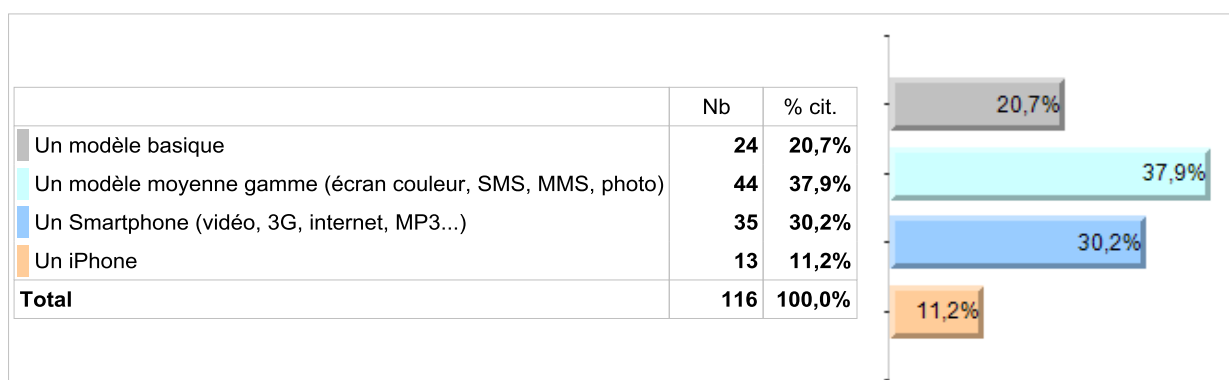 Nb % cit.
Un modèle basique 24 20,7%
Un modèle moyenne gamme (écran couleur, SMS, MMS, photo) 44 37,9%
Un Smartphone (vidéo, 3G, internet, MP3...) 35 30,2%
Un iPhone 13 11,2%
Total 116 100,0%
20,7%
37,9%
30,2%
11,2%